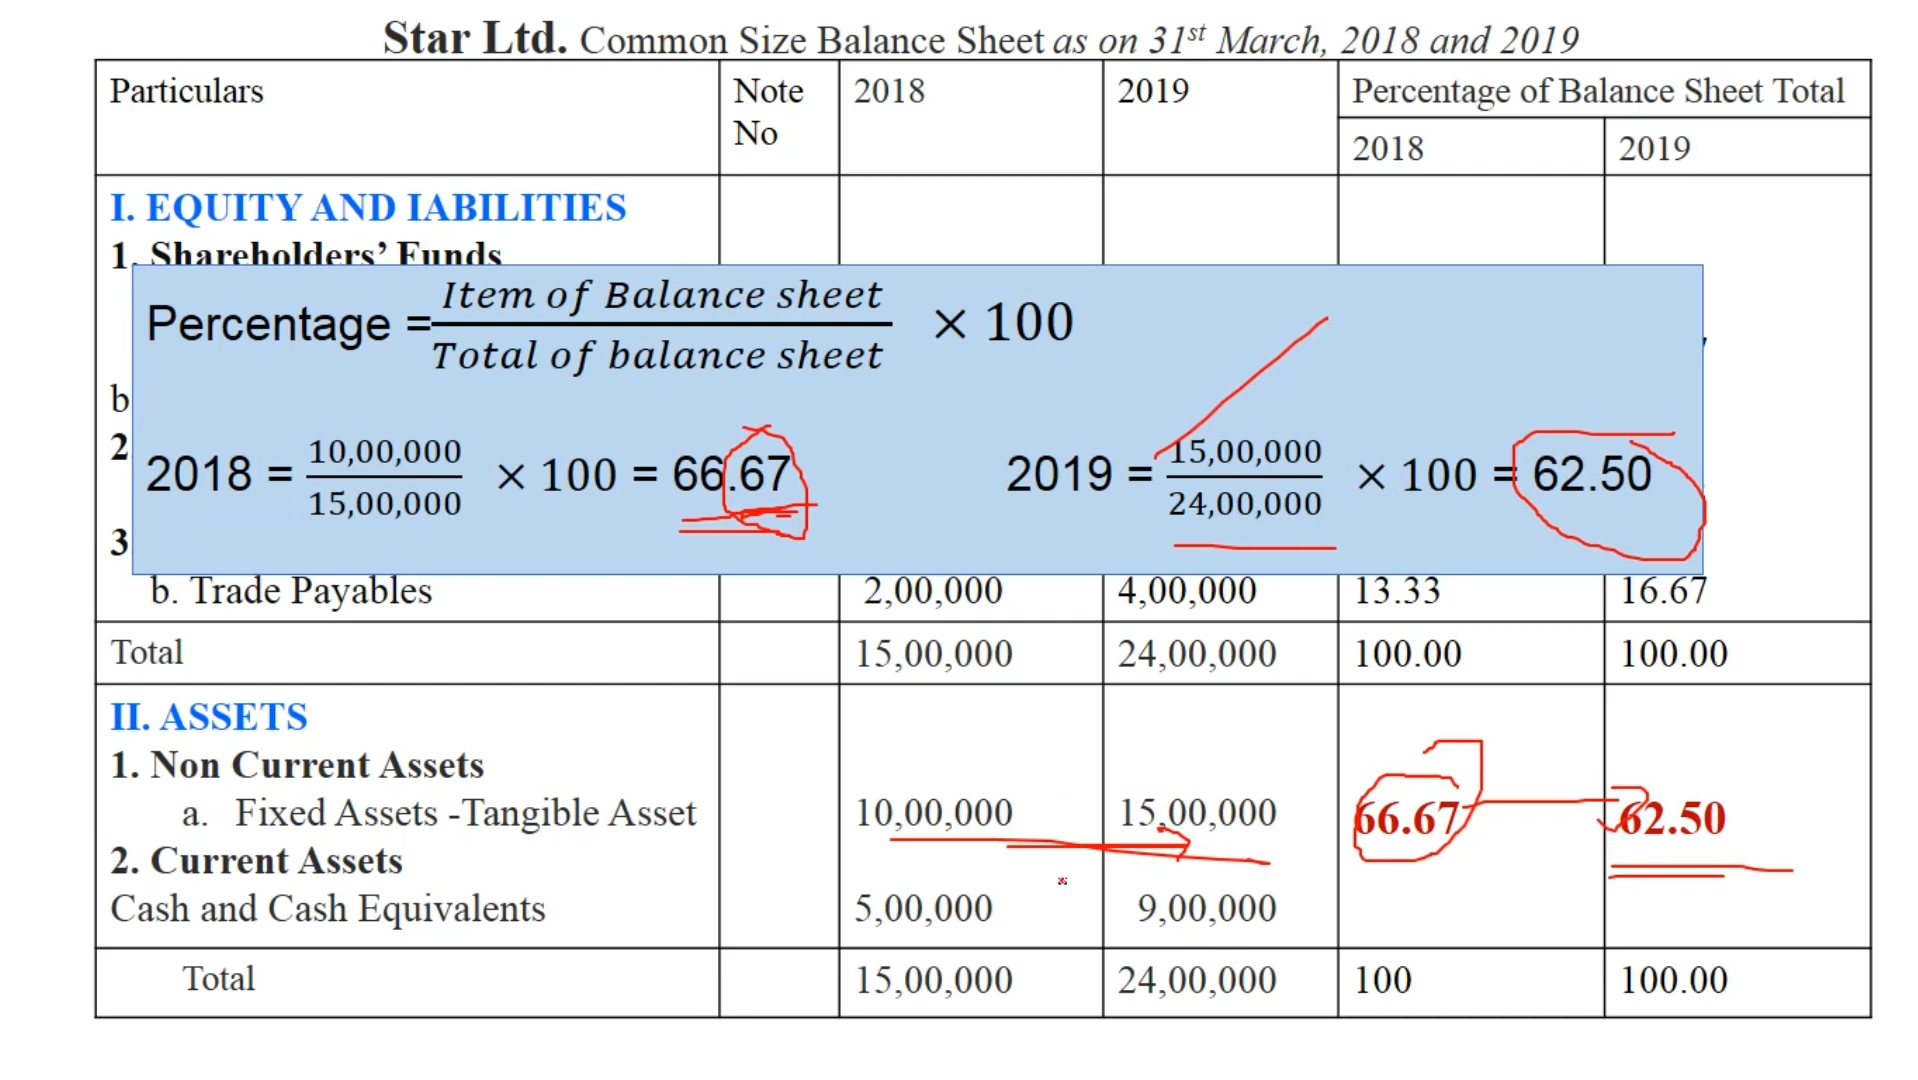 Star Ltd. Common Size Balance Sheet as on 31st March, 2018 and 2019
Particulars Note No 2018 2019 Percentage of Balance Sheet Total
2018 2019
I. EQUITY AND IABILITIES
1. Shareholders’ Funds
Percentage = Item of Balance sheet / Total of balance sheet × 100
b
2
2018 = 10,00,000 / 15,00,000 × 100 = 66.67 2019 = 15,00,000 / 24,00,000 × 100 = 62.50
3
b. Trade Payables 2,00,000 4,00,000 13.33 16.67
Total 15,00,000 24,00,000 100.00 100.00
II. ASSETS
1. Non Current Assets
a. Fixed Assets -Tangible Asset 10,00,000 15,00,000 66.67 62.50
2. Current Assets
Cash and Cash Equivalents 5,00,000 9,00,000
Total 15,00,000 24,00,000 100 100.00